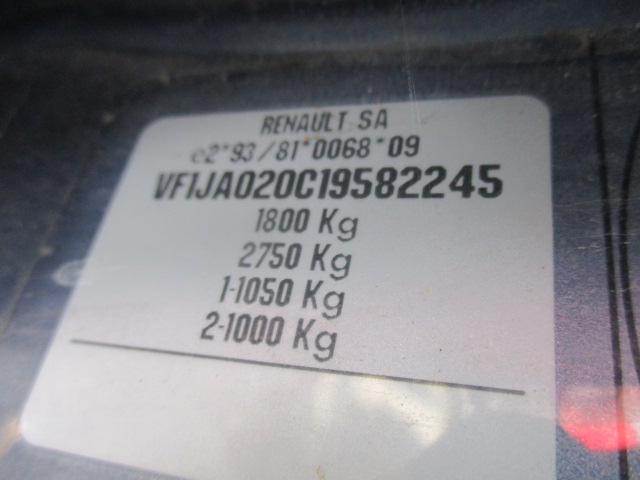 RENAULT SA
e2*93/81*0068*09
VF1JA020C19582245
1800 Kg
2750 Kg
1-1050 Kg
2-1000 Kg